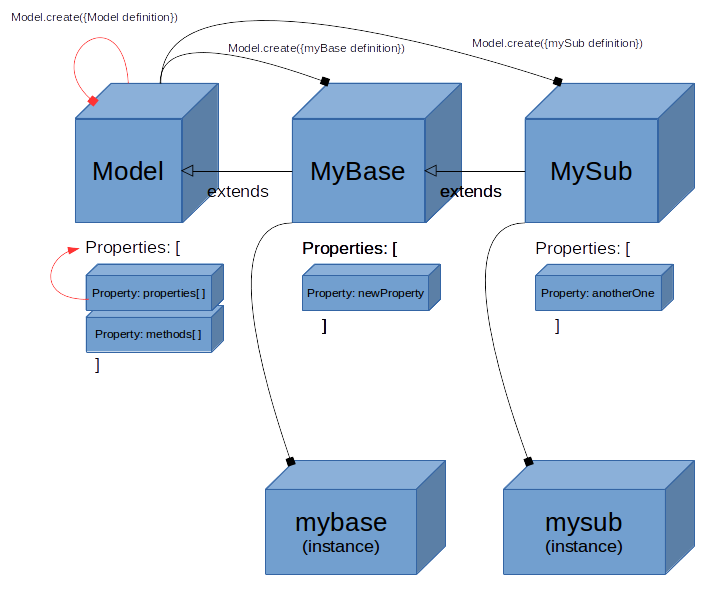 Model.create({Model definition})
Model.create({myBase definition})
Model.create({mySub definition})
Model
MyBase
MySub
extends
extends
Properties: [
Property: properties[ ]
Property: methods[ ]
]
Properties: [
Property: newProperty
]
Properties: [
Property: anotherOne
]
mybase
(instance)
mysub
(instance)